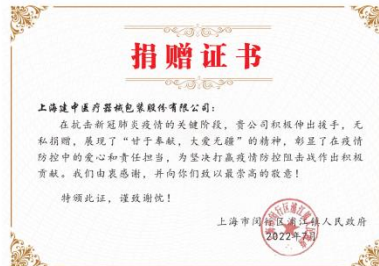 捐赠证书
上海建中医疗器械包装股份有限公司：
在抗击新冠肺炎疫情的关键阶段，贵公司积极伸出援手，无
私捐赠，展现了“甘于奉献，大爱无疆”的精神，彰显了在疫情
防控中的爱心和责任担当，为坚决打赢疫情防控阻击战作出积极
贡献。我们由衷感谢，并向你们致以最崇高的敬意！
特颁此证，谨致谢忱！
上海市闵行区浦江镇人民政府
2022年7月